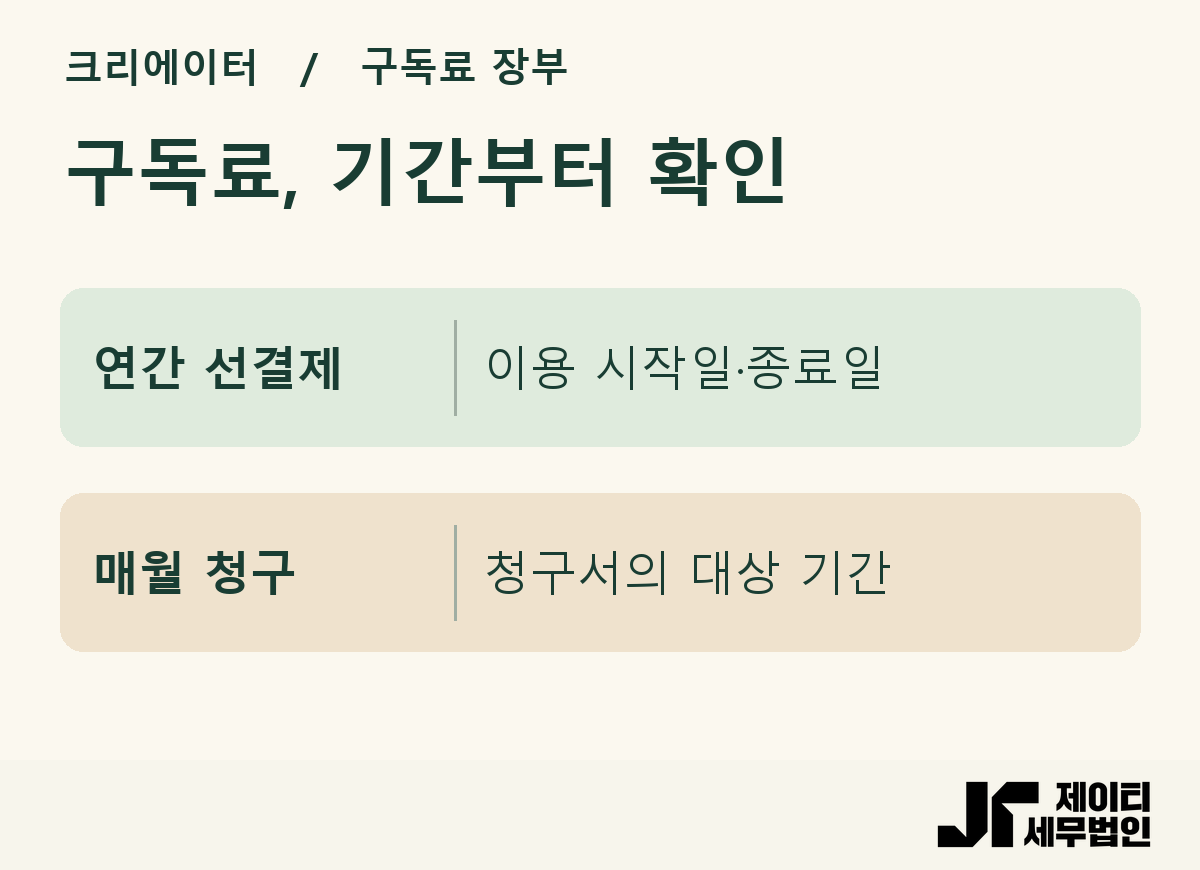 크리에이터 / 구독료 장부
구독료, 기간부터 확인
연간 선결제
이용 시작일·종료일
매월 청구
청구서의 대상 기간
JT 제이티
세무법인